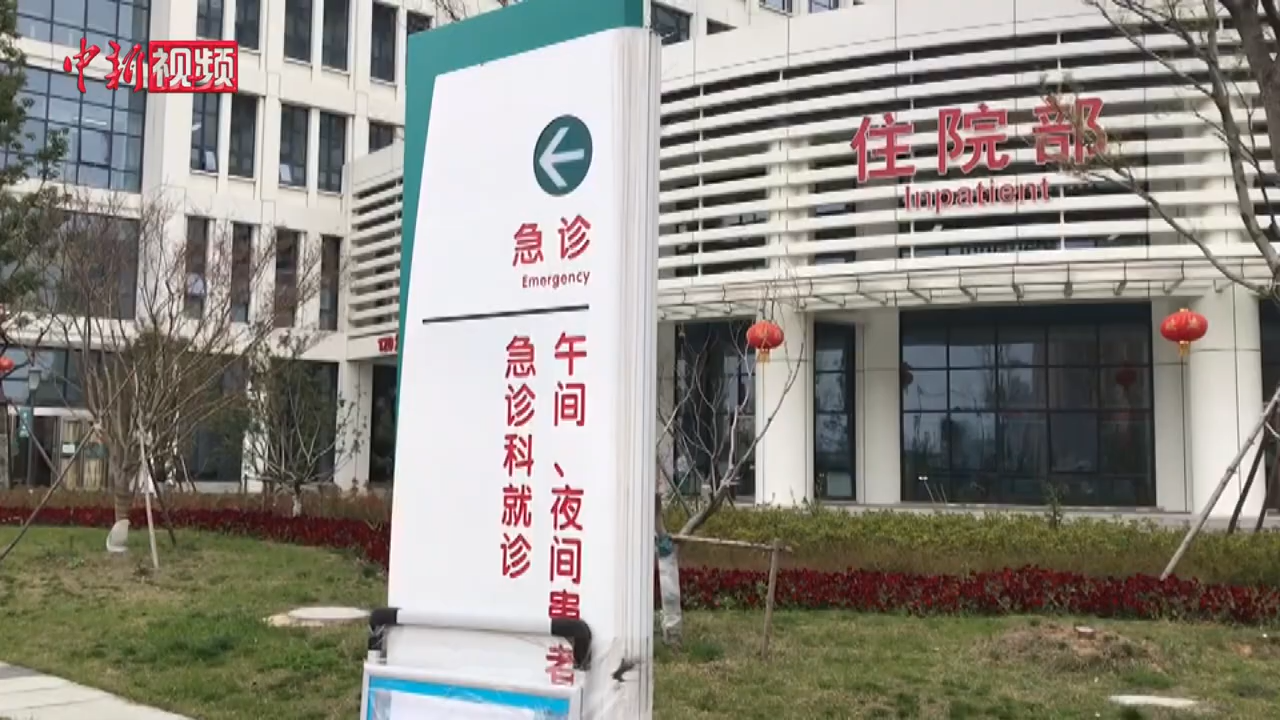 中新视频
住院部
Inpatient
急诊
Emergency
午间、夜间患者
急诊科就诊